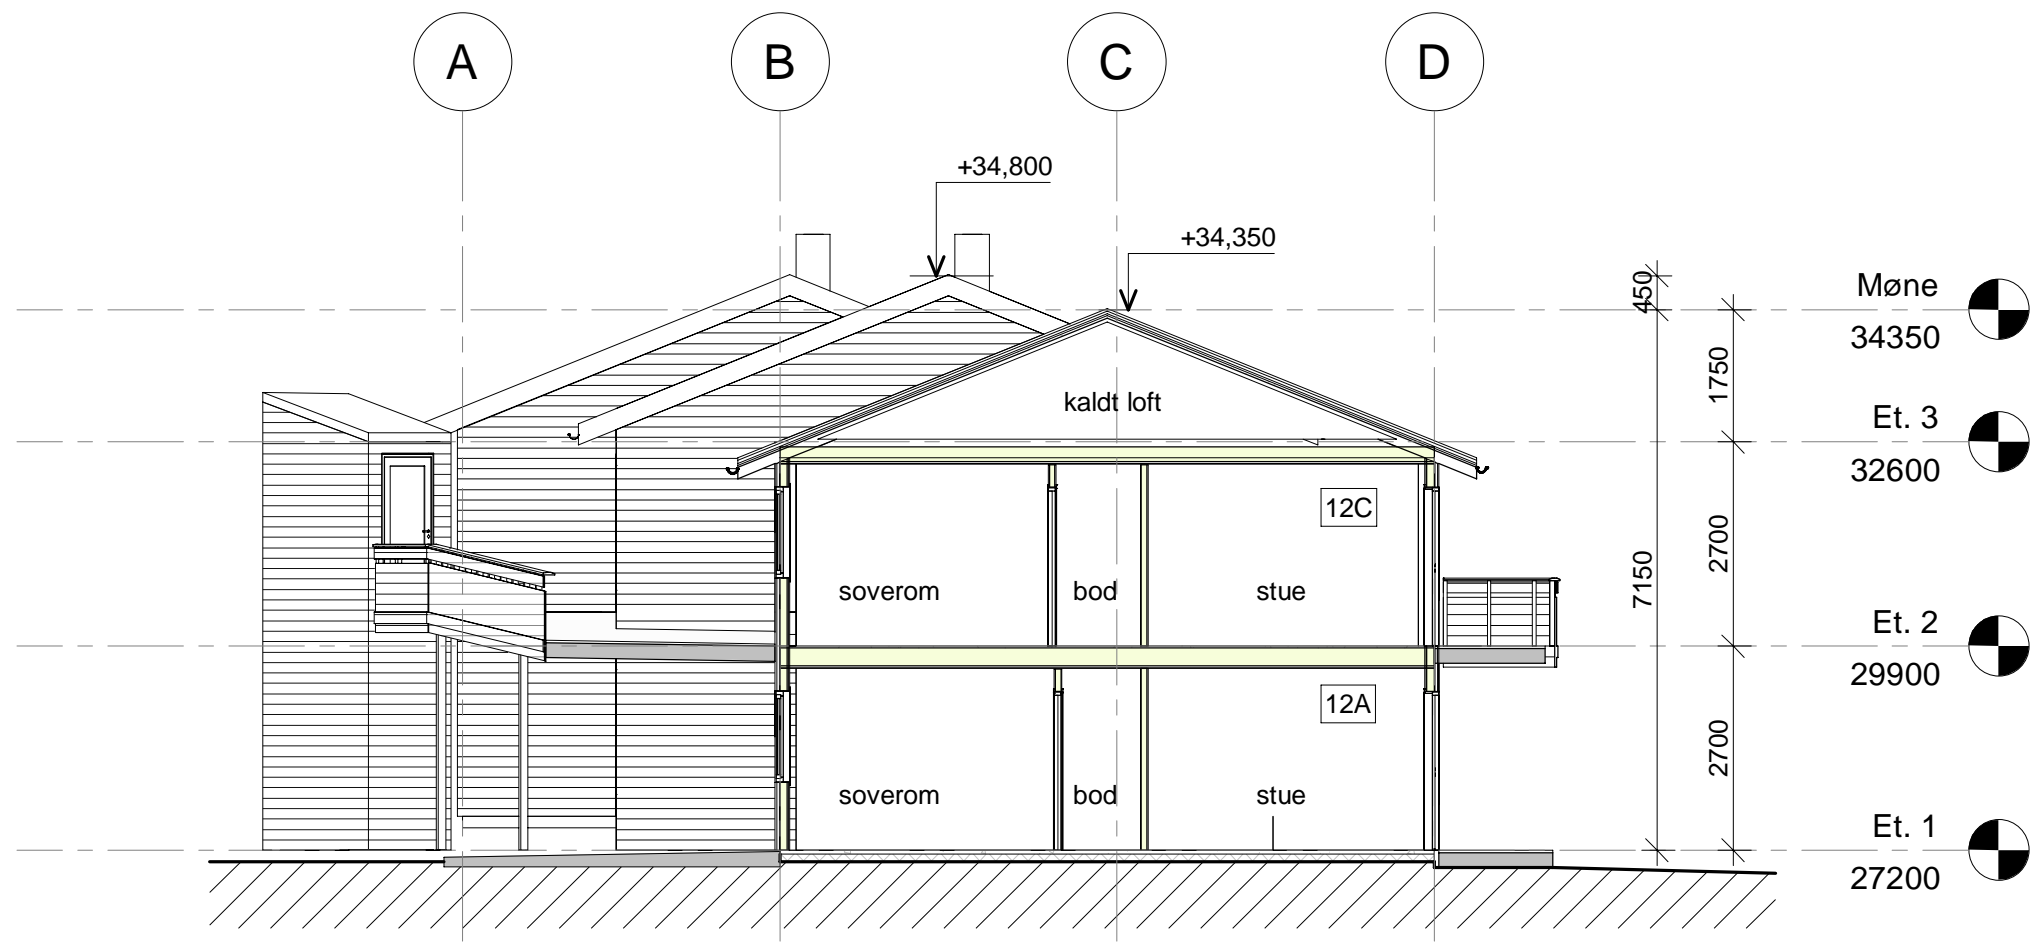 A B C D
+34,800
+34,350
450
Møne
34350
1750
kaldt loft
Et. 3
32600
12C
2700
7150
soverom bod stue
Et. 2
29900
12A
2700
soverom bod stue
Et. 1
27200